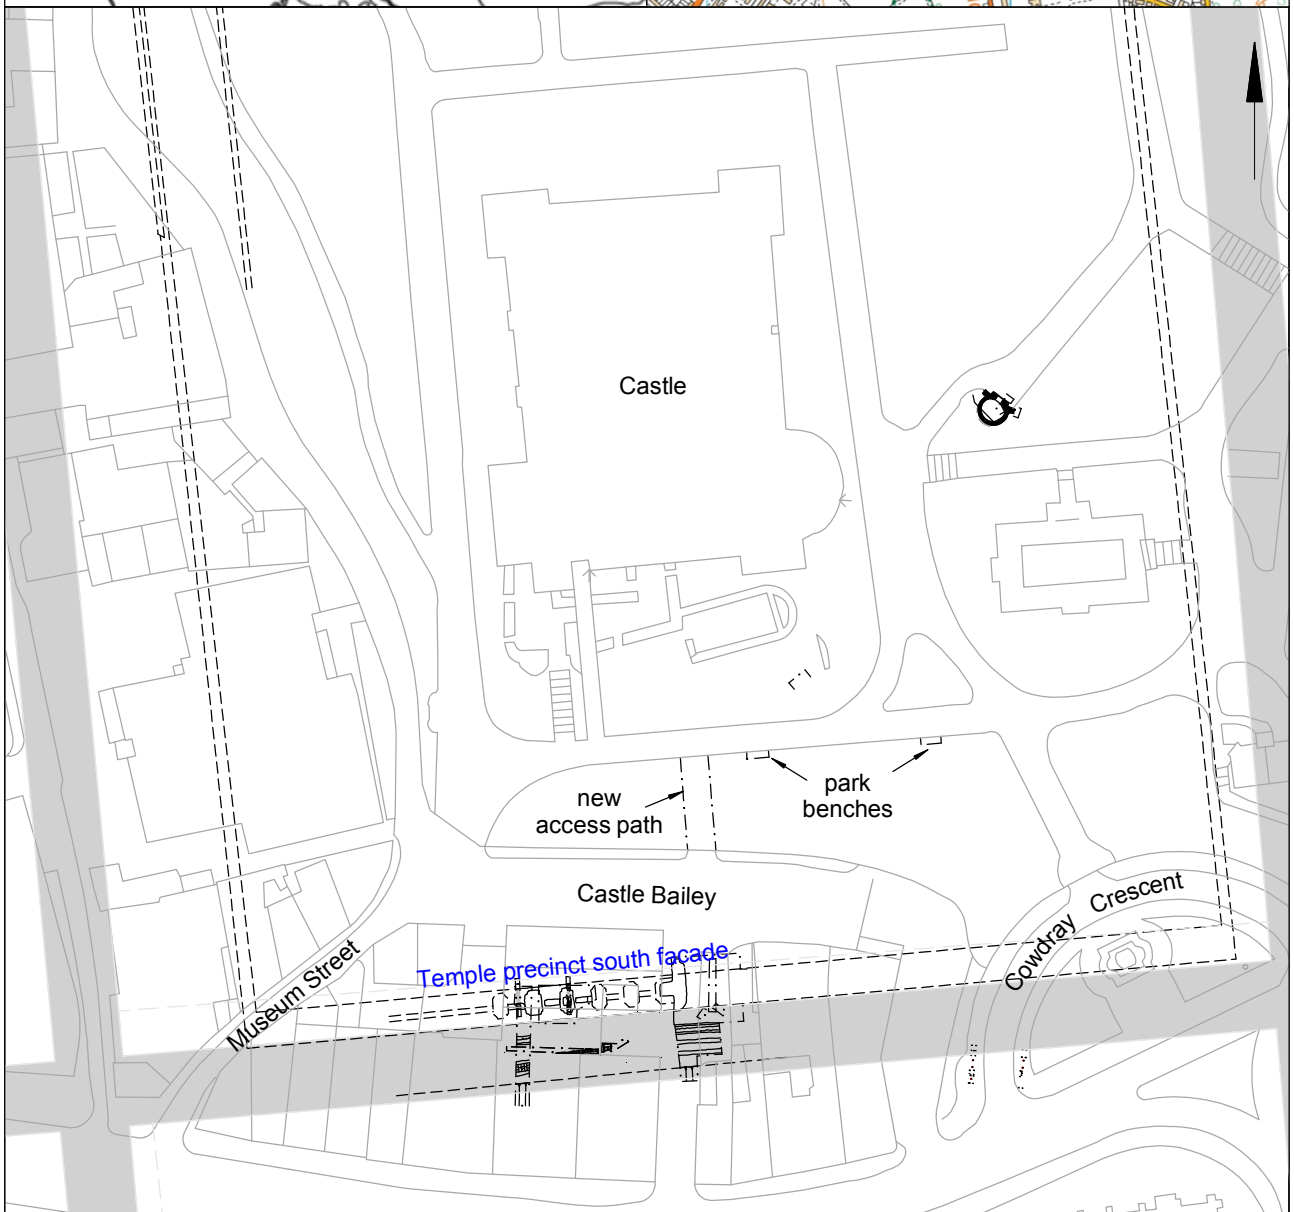 Castle
new
access path
park
benches
Castle Bailey
Cowdray Crescent
Temple precinct south facade
Museum Street